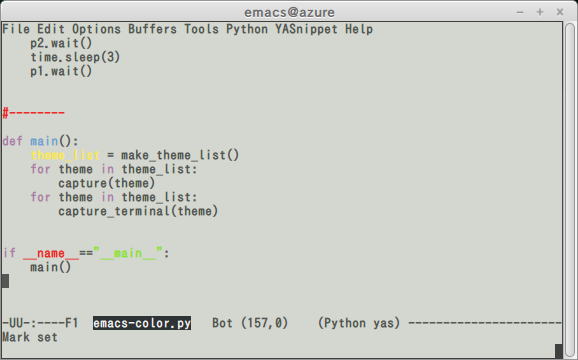 emacs@azure
File Edit Options Buffers Tools Python YASnippet Help
    p2.wait()
    time.sleep(3)
    p1.wait()
#--------
def main():
    theme_list = make_theme_list()
    for theme in theme_list:
        capture(theme)
    for theme in theme_list:
        capture_terminal(theme)
if __name__=="__main__":
    main()
-UU-:----F1  emacs-color.py   Bot (157,0)    (Python yas) ----------------------
Mark set